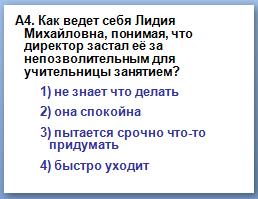 А4. Как ведет себя Лидия
Михайловна, понимая, что
директор застал её за
непозволительным для
учительницы занятием?
1) не знает что делать
2) она спокойна
3) пытается срочно что-то
придумать
4) быстро уходит